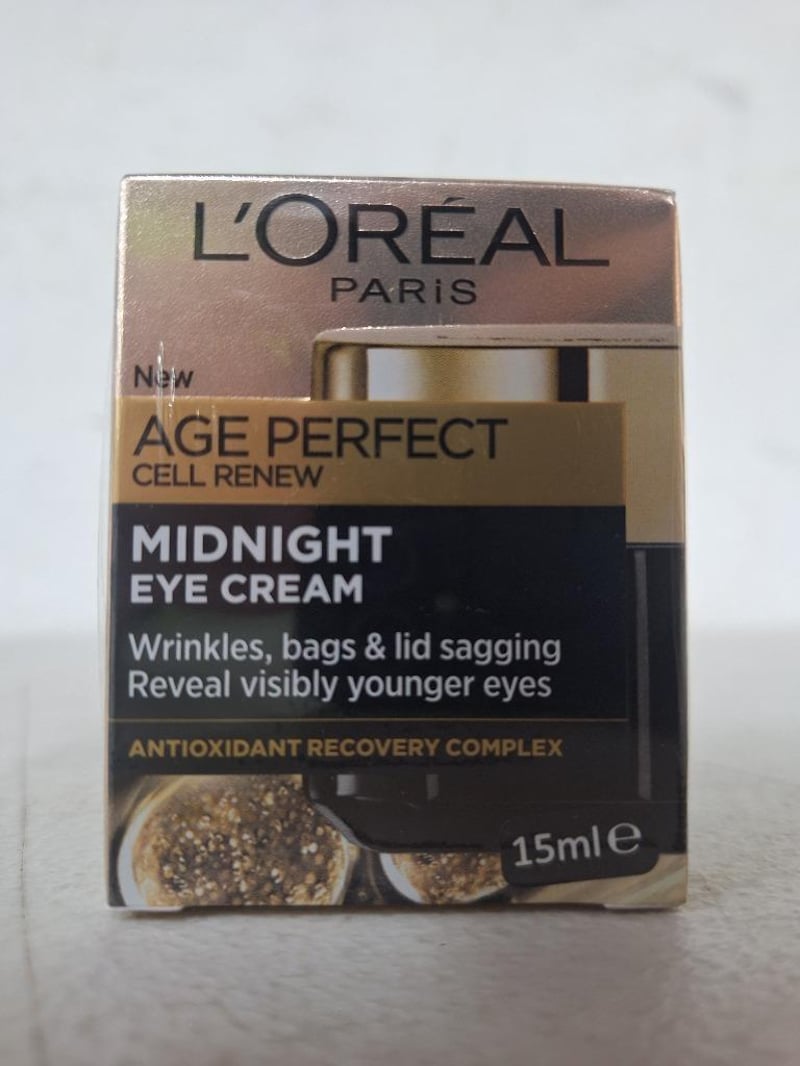 L'ORÉAL
PARiS
New
AGE PERFECT
CELL RENEW
MIDNIGHT
EYE CREAM
Wrinkles, bags & lid sagging
Reveal visibly younger eyes
ANTIOXIDANT RECOVERY COMPLEX
15ml e